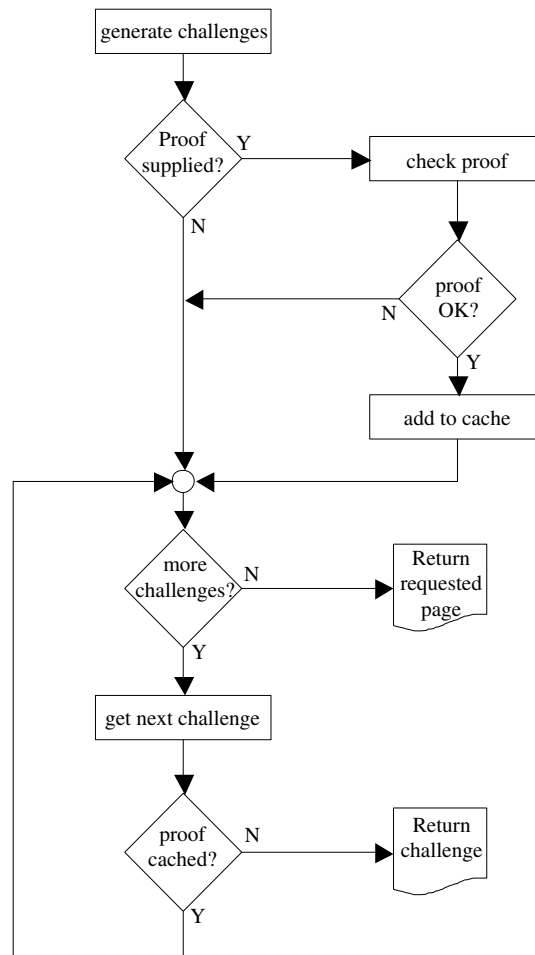 generate challenges
Proof
supplied?
Y
N
check proof
proof
OK?
N
Y
add to cache
more
challenges?
N
Y
Return
requested
page
get next challenge
proof
cached?
N
Y
Return
challenge